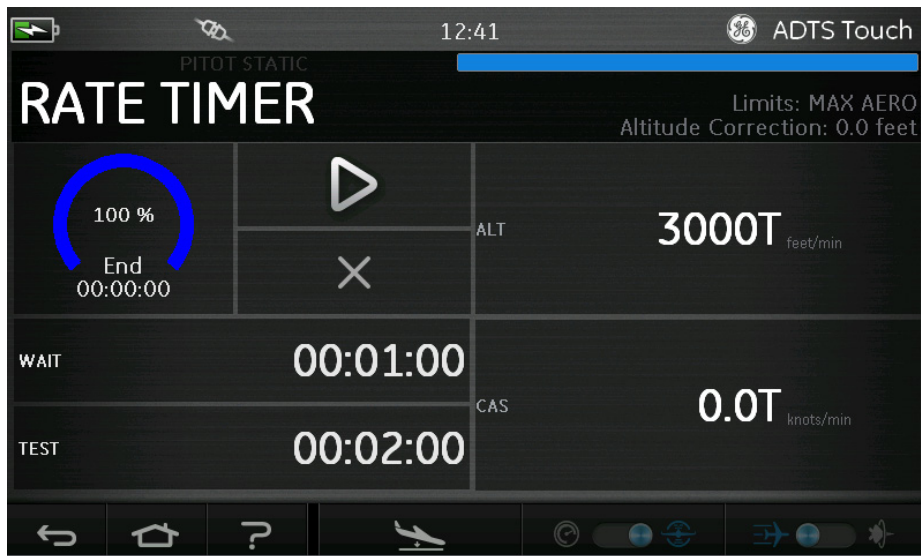 12:41
ADTS Touch
PITOT STATIC
RATE TIMER
Limits: MAX AERO
Altitude Correction: 0.0 feet
100 %
End
00:00:00
ALT
3000T feet/min
WAIT
00:01:00
CAS
0.0T knots/min
TEST
00:02:00